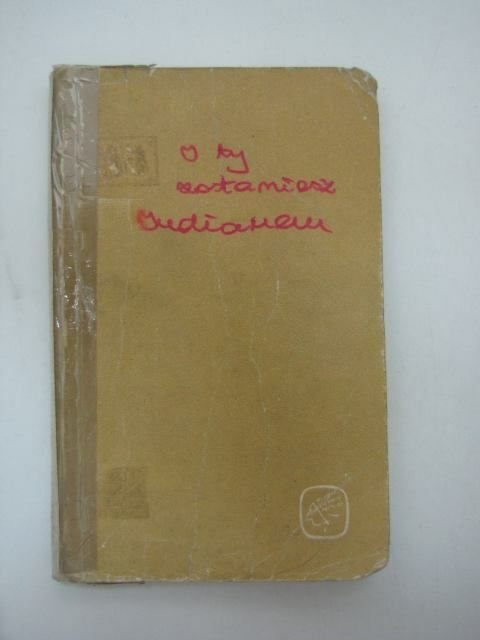 I ty
zostaniesz
Indianem